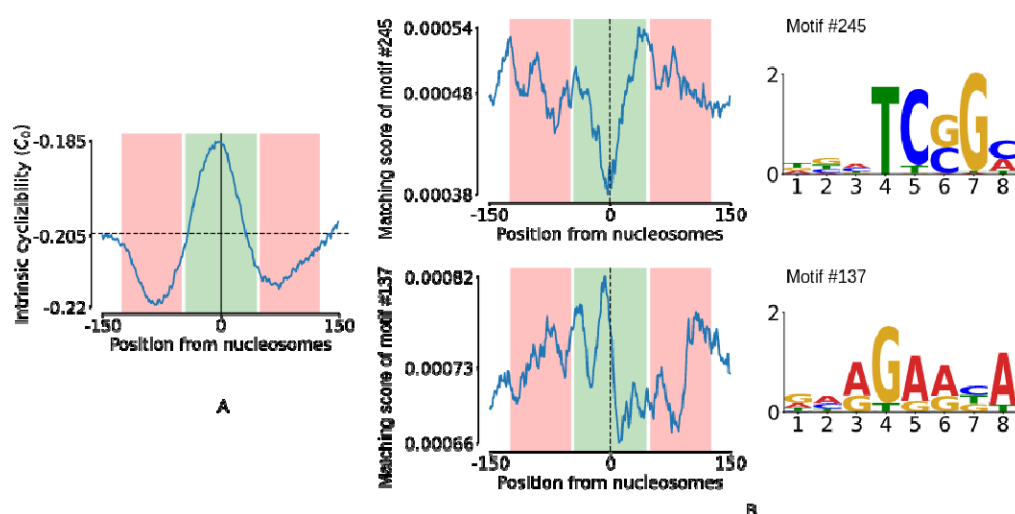 Intrinsic cyclizibility (C₀)
-0.185
-0.205
-0.22
-150
0
150
Position from nucleosomes
A
Matching score of motif #245
0.00054
0.00048
0.00038
-150
0
150
Position from nucleosomes
Motif #245
2
0
TCGCG
1 2 3 4 5 6 7 8
Matching score of motif #137
0.00082
0.00073
0.00066
-150
0
150
Position from nucleosomes
Motif #137
2
0
AGAAA
1 2 3 4 5 6 7 8
B